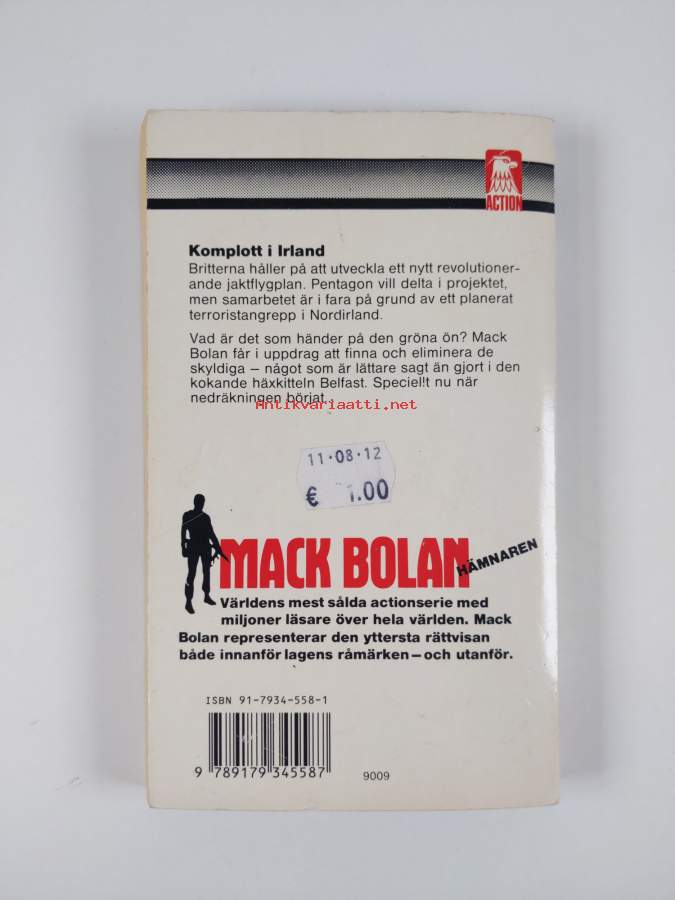 ACTION
Komplott i Irland
Britterna håller på att utveckla ett nytt revolutioner-
ande jaktflygplan. Pentagon vill delta i projektet,
men samarbetet är i fara på grund av ett planerat
terroristangrepp i Nordirland.
Vad är det som händer på den gröna ön? Mack
Bolan får i uppdrag att finna och eliminera de
skyldiga – något som är lättare sagt än gjort i den
kokande häxkitteln Belfast. Speciel!t nu när
nedräkningen börjat.
Antikvariaatti.net
11·08·12
€ 1.00
MACK BOLAN
HÄMNAREN
Världens mest sålda actionserie med
miljoner läsare över hela världen. Mack
Bolan representerar den yttersta rättvisan
både innanför lagens råmärken – och utanför.
ISBN 91-7934-558-1
9 789179 345587
9009